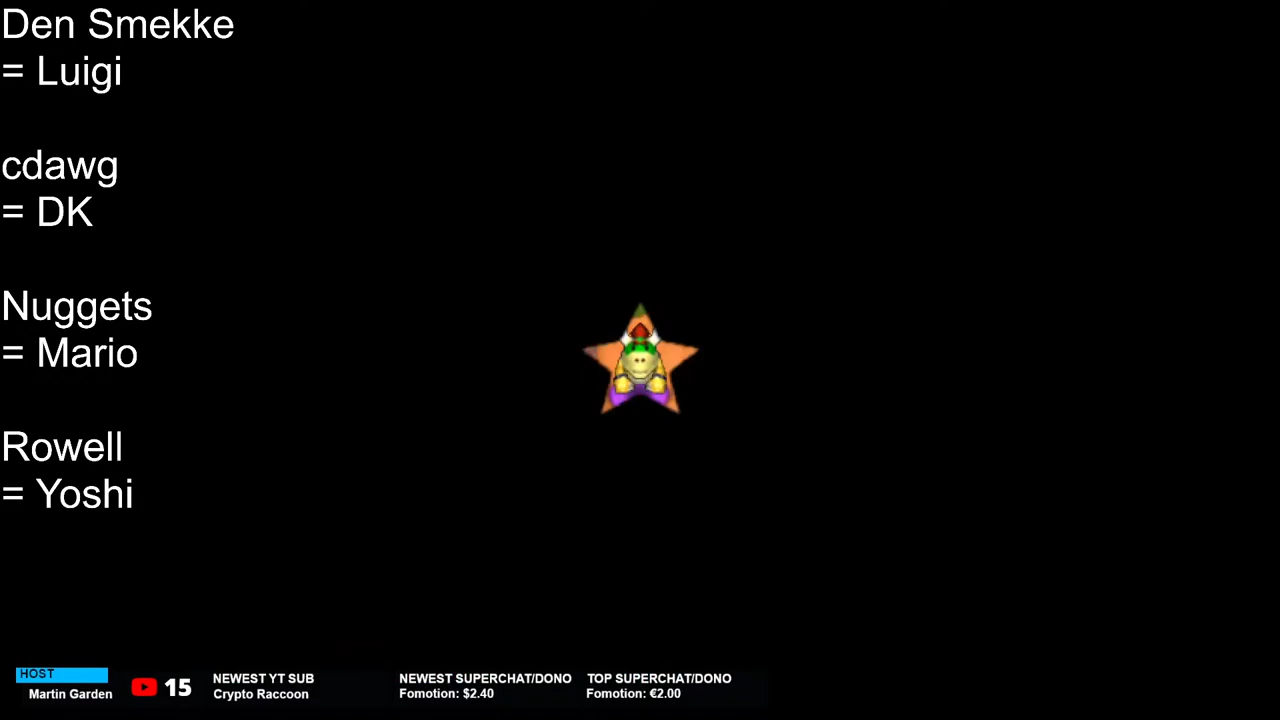 Den Smekke
= Luigi
cdawg
= DK
Nuggets
= Mario
Rowell
= Yoshi
HOST
Martin Garden
15
NEWEST YT SUB
Crypto Raccoon
NEWEST SUPERCHAT/DONO
Fomotion: $2.40
TOP SUPERCHAT/DONO
Fomotion: €2.00